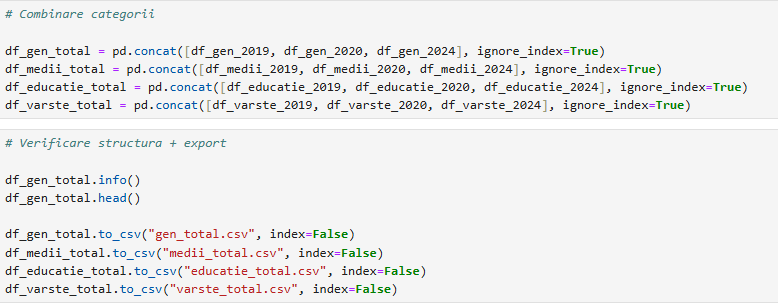 # Combinare categorii
df_gen_total = pd.concat([df_gen_2019, df_gen_2020, df_gen_2024], ignore_index=True)
df_medii_total = pd.concat([df_medii_2019, df_medii_2020, df_medii_2024], ignore_index=True)
df_educatie_total = pd.concat([df_educatie_2019, df_educatie_2020, df_educatie_2024], ignore_index=True)
df_varste_total = pd.concat([df_varste_2019, df_varste_2020, df_varste_2024], ignore_index=True)
# Verificare structura + export
df_gen_total.info()
df_gen_total.head()
df_gen_total.to_csv("gen_total.csv", index=False)
df_medii_total.to_csv("medii_total.csv", index=False)
df_educatie_total.to_csv("educatie_total.csv", index=False)
df_varste_total.to_csv("varste_total.csv", index=False)